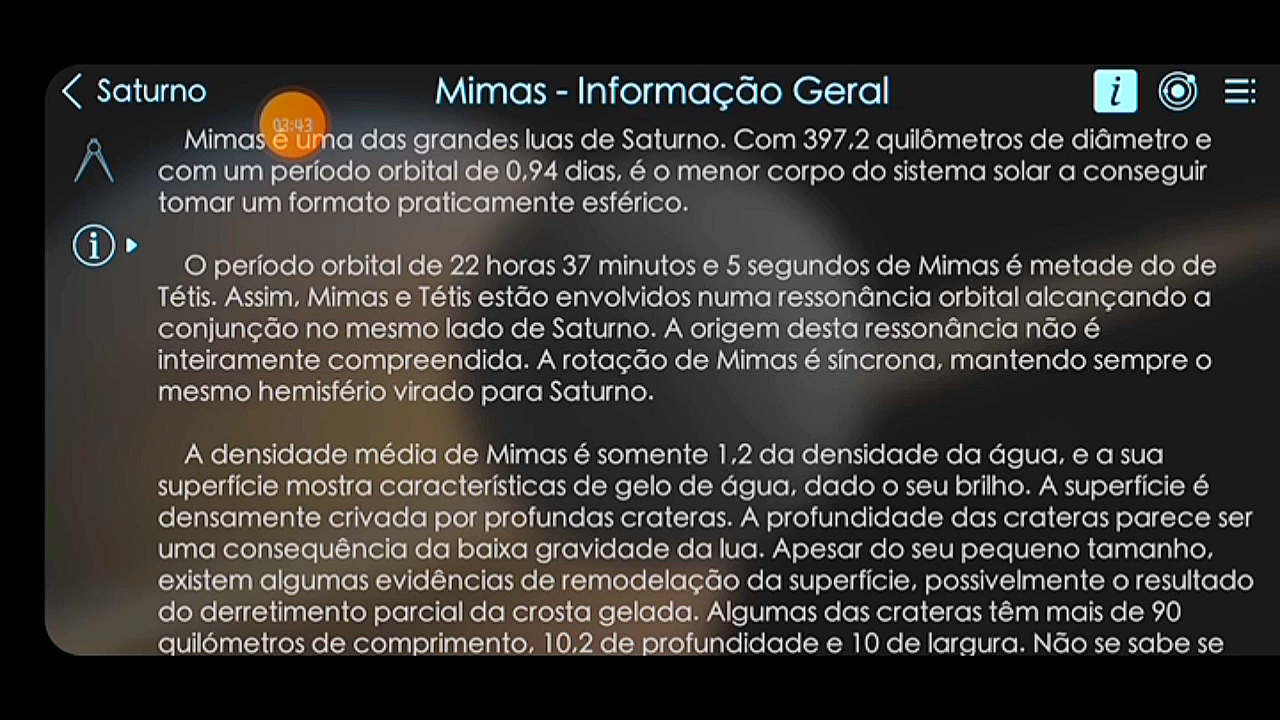 Saturno
Mimas - Informação Geral
03:43
Mimas é uma das grandes luas de Saturno. Com 397,2 quilômetros de diâmetro e
com um período orbital de 0,94 dias, é o menor corpo do sistema solar a conseguir
tomar um formato praticamente esférico.
O período orbital de 22 horas 37 minutos e 5 segundos de Mimas é metade do de
Tétis. Assim, Mimas e Tétis estão envolvidos numa ressonância orbital alcançando a
conjunção no mesmo lado de Saturno. A origem desta ressonância não é
inteiramente compreendida. A rotação de Mimas é síncrona, mantendo sempre o
mesmo hemisfério virado para Saturno.
A densidade média de Mimas é somente 1,2 da densidade da água, e a sua
superfície mostra características de gelo de água, dado o seu brilho. A superfície é
densamente crivada por profundas crateras. A profundidade das crateras parece ser
uma consequência da baixa gravidade da lua. Apesar do seu pequeno tamanho,
existem algumas evidências de remodelação da superfície, possivelmente o resultado
do derretimento parcial da crosta gelada. Algumas das crateras têm mais de 90
quilómetros de comprimento, 10,2 de profundidade e 10 de largura. Não se sabe se